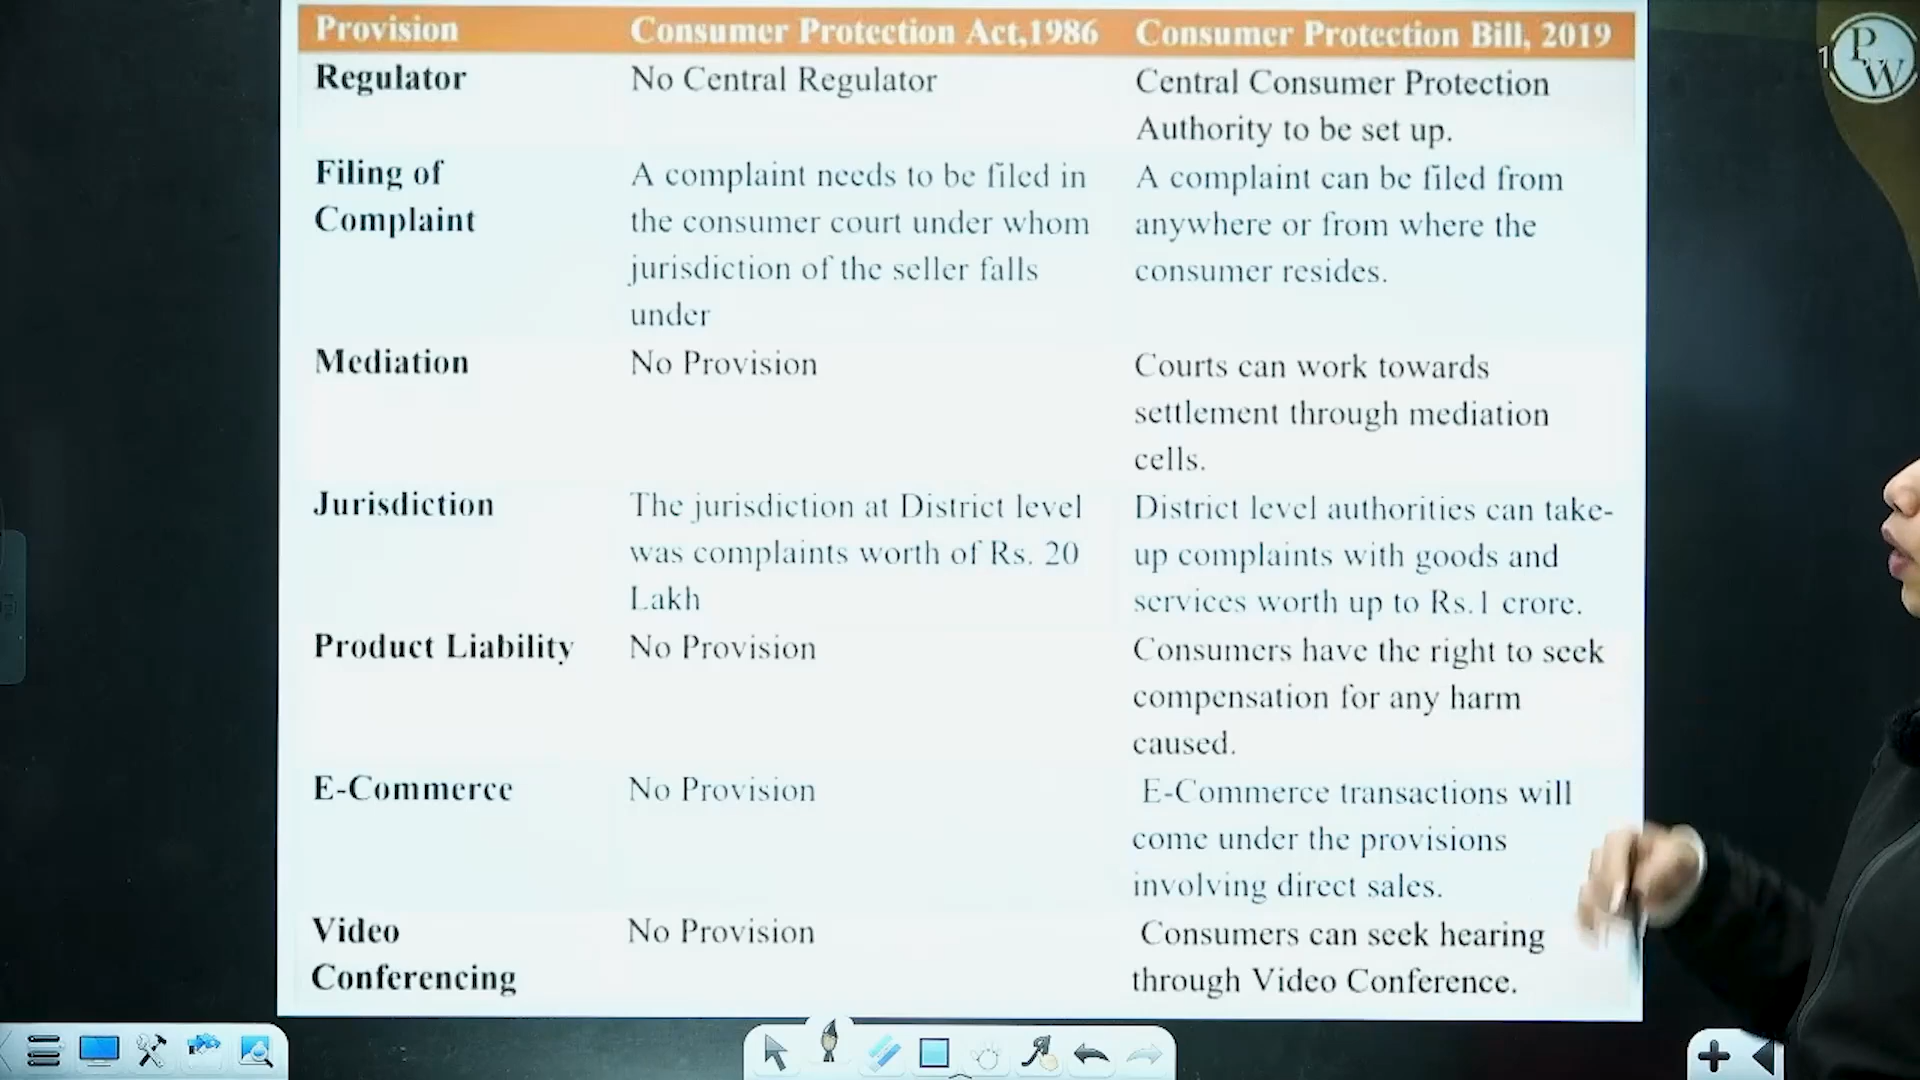 Provision Consumer Protection Act,1986 Consumer Protection Bill, 2019
Regulator No Central Regulator Central Consumer Protection
Authority to be set up.
Filing of A complaint needs to be filed in A complaint can be filed from
Complaint the consumer court under whom anywhere or from where the
jurisdiction of the seller falls consumer resides.
under
Mediation No Provision Courts can work towards
settlement through mediation
cells.
Jurisdiction The jurisdiction at District level District level authorities can take-
was complaints worth of Rs. 20 up complaints with goods and
Lakh services worth up to Rs.1 crore.
Product Liability No Provision Consumers have the right to seek
compensation for any harm
caused.
E-Commerce No Provision E-Commerce transactions will
come under the provisions
involving direct sales.
Video No Provision Consumers can seek hearing
Conferencing through Video Conference.
PW
1